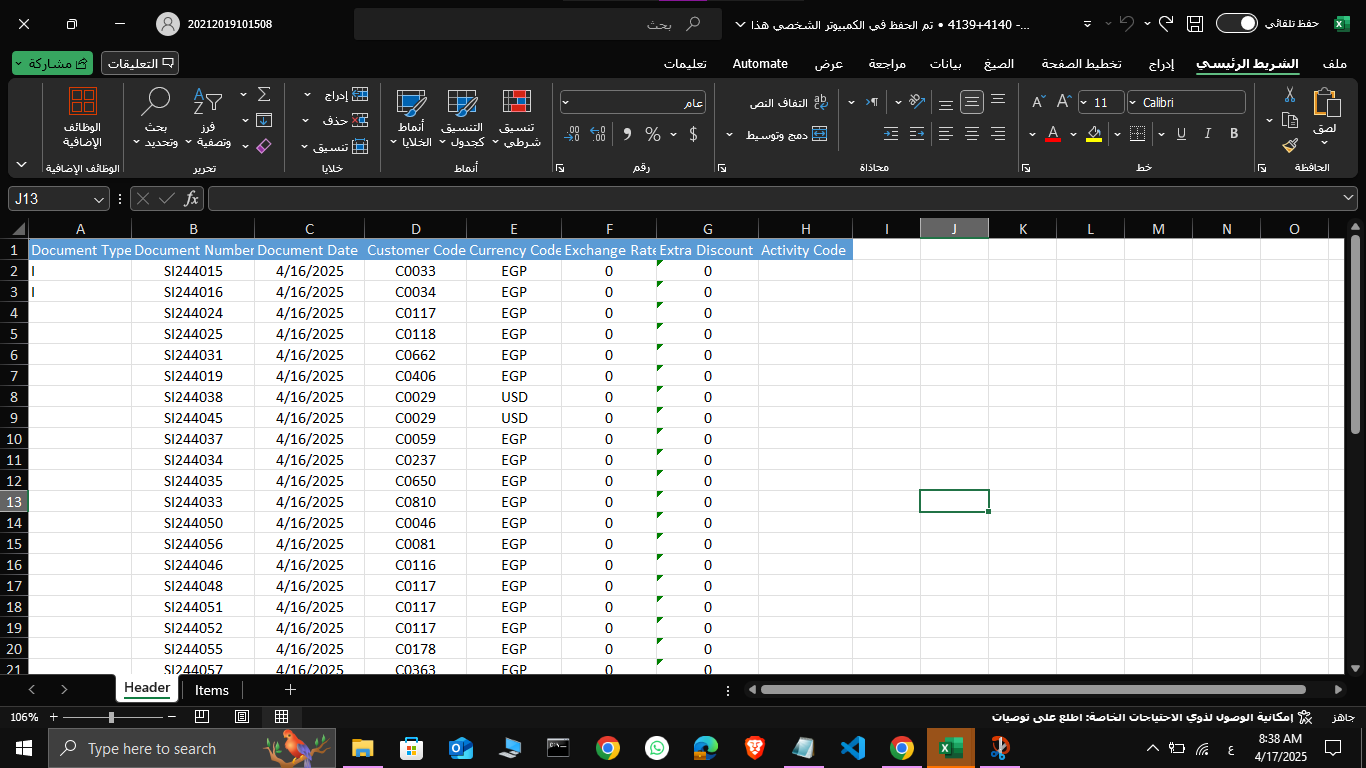 20212019101508
بحث
4139+4140 • تم الحفظ في الكمبيوتر الشخصي هذا - ...
حفظ تلقائي
ملف الشريط الرئيسي إدراج تخطيط الصفحة الصيغ بيانات مراجعة عرض Automate تعليمات
التعليقات
مشاركة
لصق
الحافظة
Calibri 11
B I U
خط
التفاف النص
دمج وتوسيط
محاذاة
عام
$ % 
رقم
تنسيق شرطي
التنسيق كجدول
أنماط الخلايا
أنماط
إدراج
حذف
تنسيق
خلايا
فرز وتصفية
بحث وتحديد
تحرير
الوظائف الإضافية
الوظائف الإضافية
J13 fx
A B C D E F G H I J K L M N O
1 Document Type Document Number Document Date Customer Code Currency Code Exchange Rate Extra Discount Activity Code
2 I SI244015 4/16/2025 C0033 EGP 0 0
3 I SI244016 4/16/2025 C0034 EGP 0 0
4 SI244024 4/16/2025 C0117 EGP 0 0
5 SI244025 4/16/2025 C0118 EGP 0 0
6 SI244031 4/16/2025 C0662 EGP 0 0
7 SI244019 4/16/2025 C0406 EGP 0 0
8 SI244038 4/16/2025 C0029 USD 0 0
9 SI244045 4/16/2025 C0029 USD 0 0
10 SI244037 4/16/2025 C0059 EGP 0 0
11 SI244034 4/16/2025 C0237 EGP 0 0
12 SI244035 4/16/2025 C0650 EGP 0 0
13 SI244033 4/16/2025 C0810 EGP 0 0
14 SI244050 4/16/2025 C0046 EGP 0 0
15 SI244056 4/16/2025 C0081 EGP 0 0
16 SI244046 4/16/2025 C0116 EGP 0 0
17 SI244048 4/16/2025 C0117 EGP 0 0
18 SI244051 4/16/2025 C0117 EGP 0 0
19 SI244052 4/16/2025 C0117 EGP 0 0
20 SI244055 4/16/2025 C0178 EGP 0 0
21 SI244057 4/16/2025 C0363 EGP 0 0
Header Items
جاهز
إمكانية الوصول لذوي الاحتياجات الخاصة: اطلع على توصيات
106%
Type here to search
ع
8:38 AM
4/17/2025